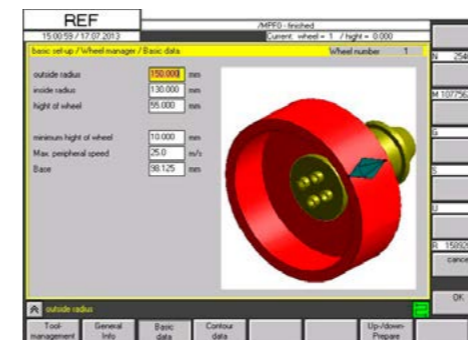 REF
/MPF0 - finished
15:00:59 / 17.07.2013
Current: wheel = 1 / hight = 0.000
basic set-up / Wheel manager / Basic data
Wheel number 1
outside radius 150.000 mm
inside radius 130.000 mm
hight of wheel 55.000 mm
minimum hight of wheel 10.000 mm
Max. peripheral speed 25.0 m/s
Base 98.125 mm
N 2540
M 107756
G
S
U
R 15892
cancel
OK
outside radius
Tool-management
General Info
Basic data
Contour data
Up-/down-Prepare